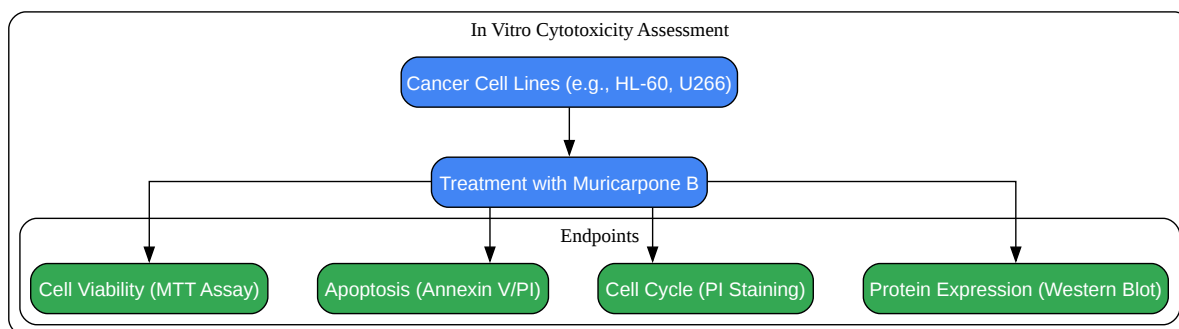 In Vitro Cytotoxicity Assessment
Cancer Cell Lines (e.g., HL-60, U266)
Treatment with Muricarpone B
Endpoints
Cell Viability (MTT Assay)
Apoptosis (Annexin V/PI)
Cell Cycle (PI Staining)
Protein Expression (Western Blot)